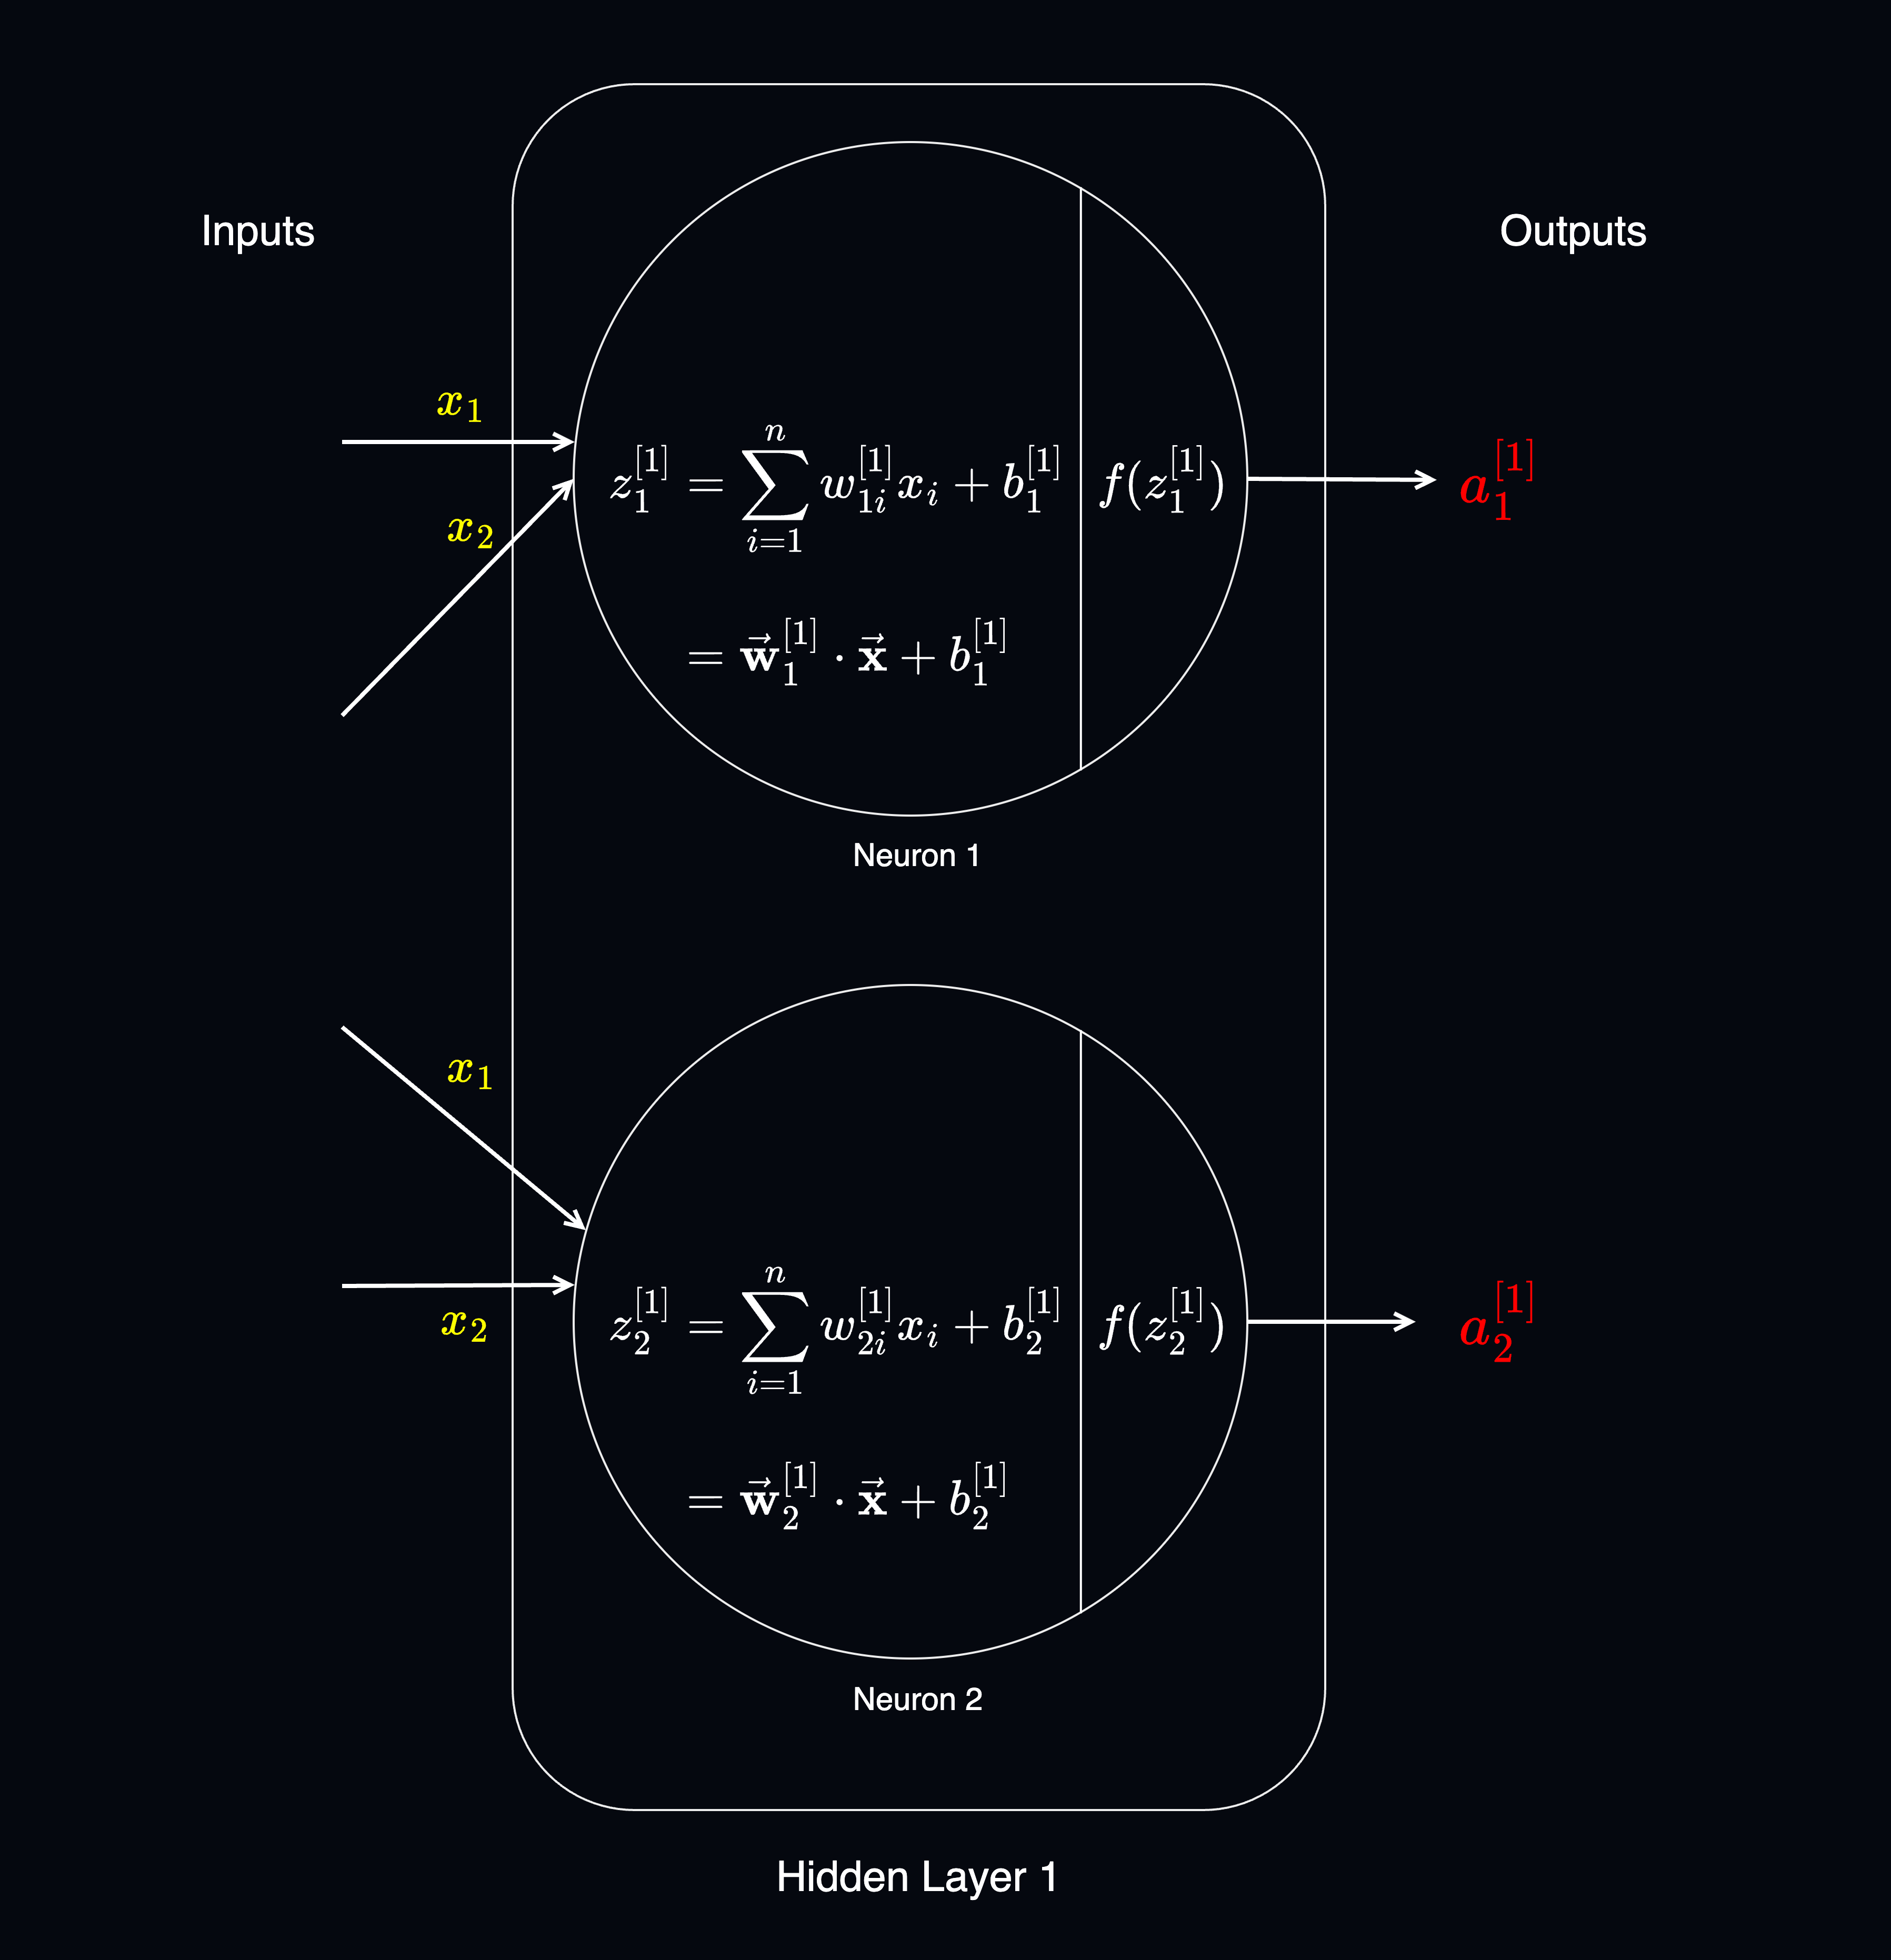 Inputs
Outputs
x_1
x_2
z_1^{[1]} = \sum_{i=1}^{n} w_{1i}^{[1]} x_i + b_1^{[1]}
= \vec{\mathbf{w}}_1^{[1]} \cdot \vec{\mathbf{x}} + b_1^{[1]}
f(z_1^{[1]})
a_1^{[1]}
Neuron 1
x_1
x_2
z_2^{[1]} = \sum_{i=1}^{n} w_{2i}^{[1]} x_i + b_2^{[1]}
= \vec{\mathbf{w}}_2^{[1]} \cdot \vec{\mathbf{x}} + b_2^{[1]}
f(z_2^{[1]})
a_2^{[1]}
Neuron 2
Hidden Layer 1